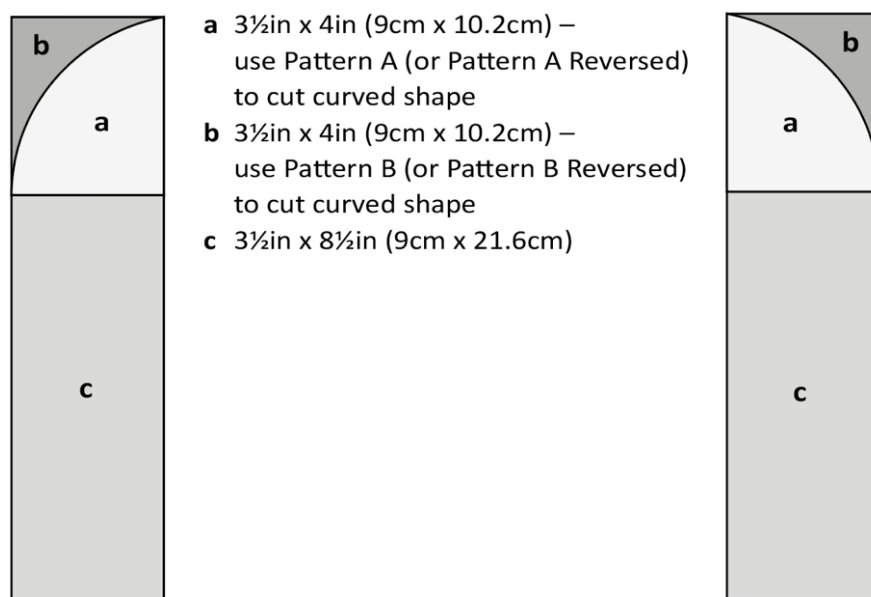 b
a
c
a 3½in x 4in (9cm x 10.2cm) –
use Pattern A (or Pattern A Reversed)
to cut curved shape
b 3½in x 4in (9cm x 10.2cm) –
use Pattern B (or Pattern B Reversed)
to cut curved shape
c 3½in x 8½in (9cm x 21.6cm)
b
a
c